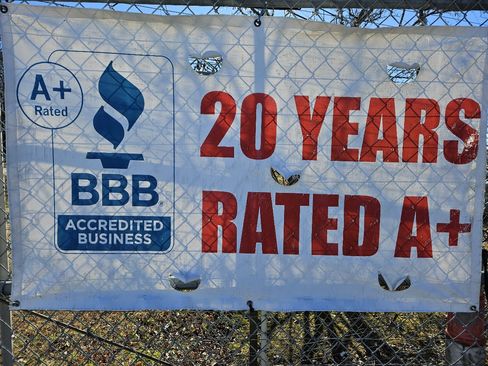 A+
Rated
BBB
ACCREDITED
BUSINESS
20 YEARS
RATED A+